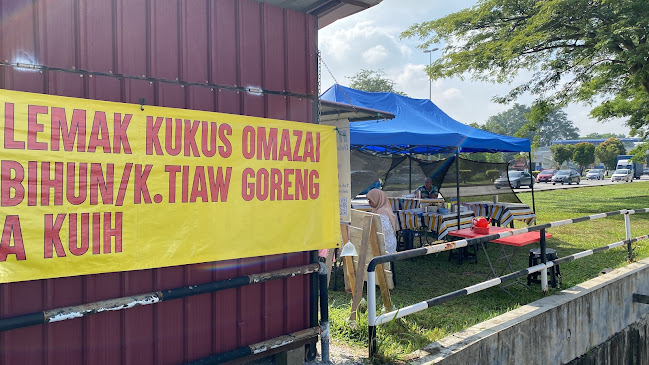 LEMAK KUKUS OMAZAI
BIHUN/K.TIAW GORENG
A KUIH